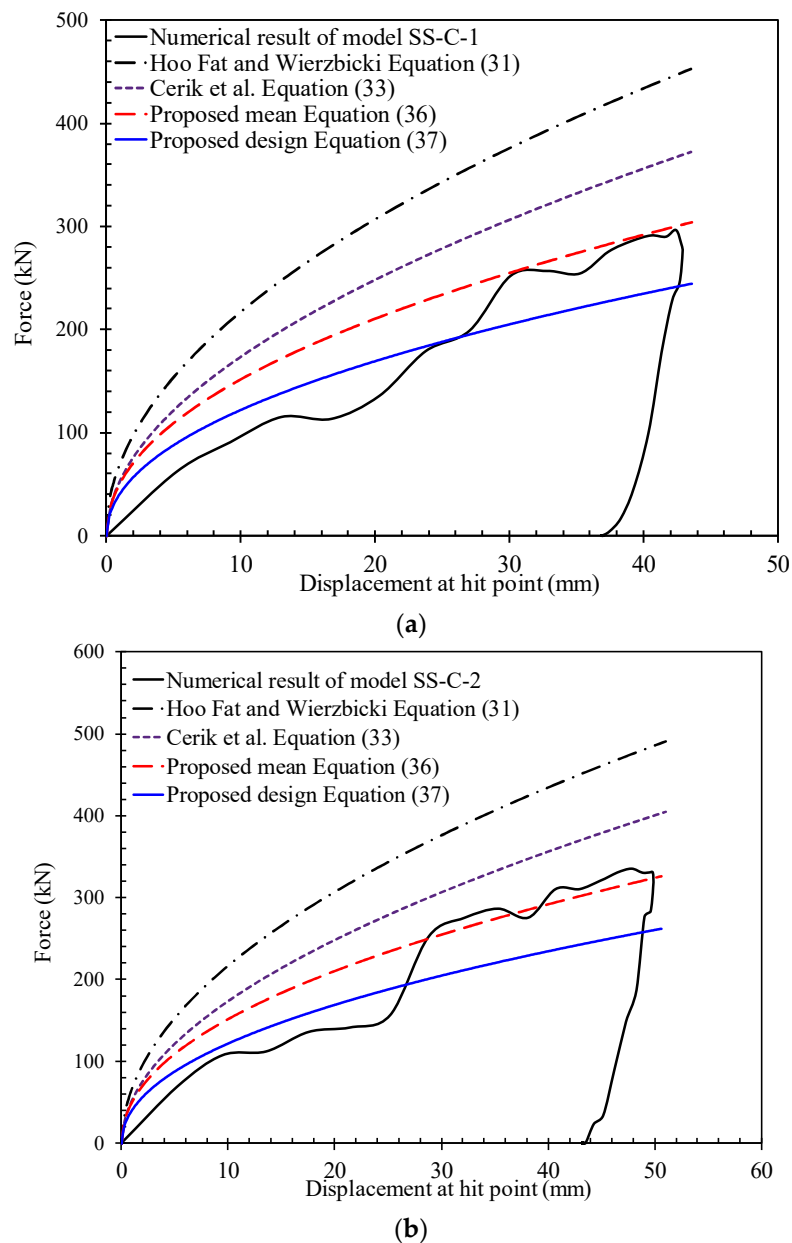 500
400
300
200
100
0
Force (kN)
Numerical result of model SS-C-1
Hoo Fat and Wierzbicki Equation (31)
Cerik et al. Equation (33)
Proposed mean Equation (36)
Proposed design Equation (37)
0 10 20 30 40 50
Displacement at hit point (mm)
(a)
600
500
400
300
200
100
0
Force (kN)
Numerical result of model SS-C-2
Hoo Fat and Wierzbicki Equation (31)
Cerik et al. Equation (33)
Proposed mean Equation (36)
Proposed design Equation (37)
0 10 20 30 40 50 60
Displacement at hit point (mm)
(b)